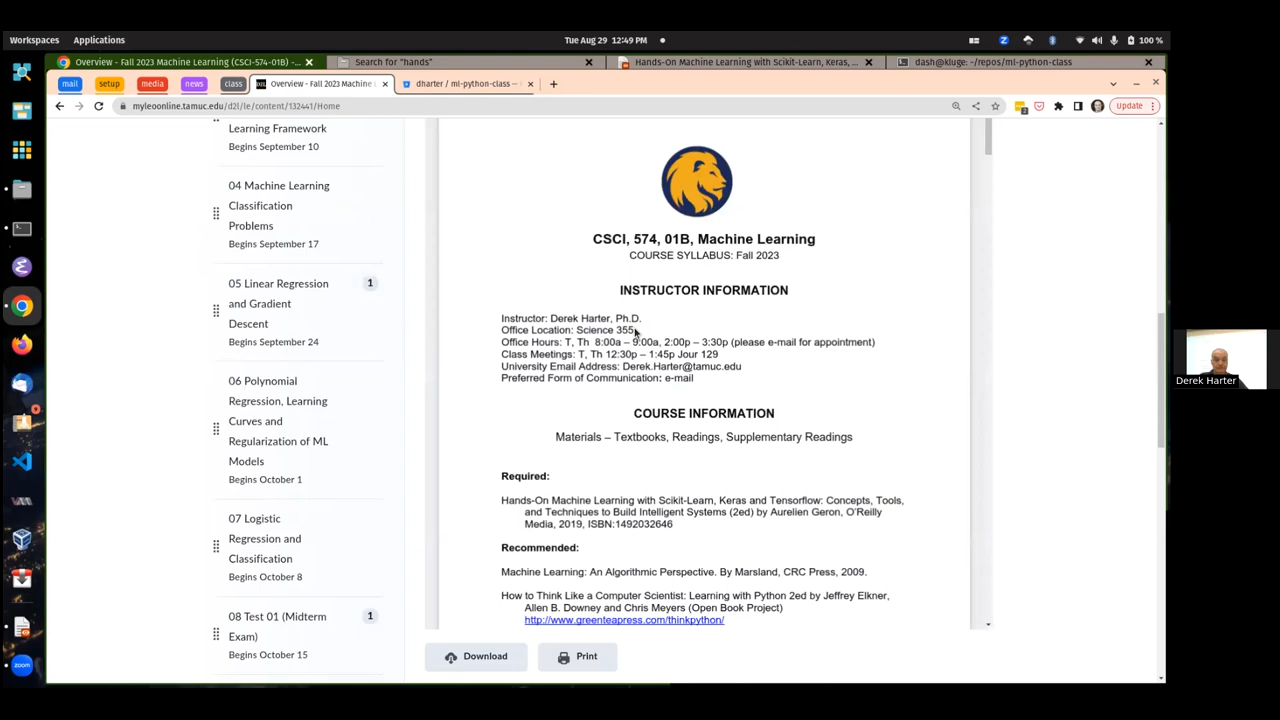 Workspaces Applications Tue Aug 29 12:49 PM 100 %
Overview - Fall 2023 Machine Learning (CSCI-574-01B) - ... Search for "hands" Hands-On Machine Learning with Scikit-Learn, Keras, ... dash@kluge: ~/repos/ml-python-class
mail setup media news class Overview - Fall 2023 Machine dharter / ml-python-class —
myleoonline.tamuc.edu/d2l/le/content/132441/Home Update
Learning Framework
Begins September 10
04 Machine Learning
Classification
Problems
Begins September 17
05 Linear Regression
and Gradient
Descent
1
Begins September 24
06 Polynomial
Regression, Learning
Curves and
Regularization of ML
Models
Begins October 1
07 Logistic
Regression and
Classification
Begins October 8
08 Test 01 (Midterm
Exam)
1
Begins October 15
CSCI, 574, 01B, Machine Learning
COURSE SYLLABUS: Fall 2023
INSTRUCTOR INFORMATION
Instructor: Derek Harter, Ph.D.
Office Location: Science 355
Office Hours: T, Th 8:00a – 9:00a, 2:00p – 3:30p (please e-mail for appointment)
Class Meetings: T, Th 12:30p – 1:45p Jour 129
University Email Address: Derek.Harter@tamuc.edu
Preferred Form of Communication: e-mail
COURSE INFORMATION
Materials – Textbooks, Readings, Supplementary Readings
Required:
Hands-On Machine Learning with Scikit-Learn, Keras and Tensorflow: Concepts, Tools,
and Techniques to Build Intelligent Systems (2ed) by Aurelien Geron, O'Reilly
Media, 2019, ISBN:1492032646
Recommended:
Machine Learning: An Algorithmic Perspective. By Marsland, CRC Press, 2009.
How to Think Like a Computer Scientist: Learning with Python 2ed by Jeffrey Elkner,
Allen B. Downey and Chris Meyers (Open Book Project)
http://www.greenteapress.com/thinkpython/
Download Print
Derek Harter
zoom